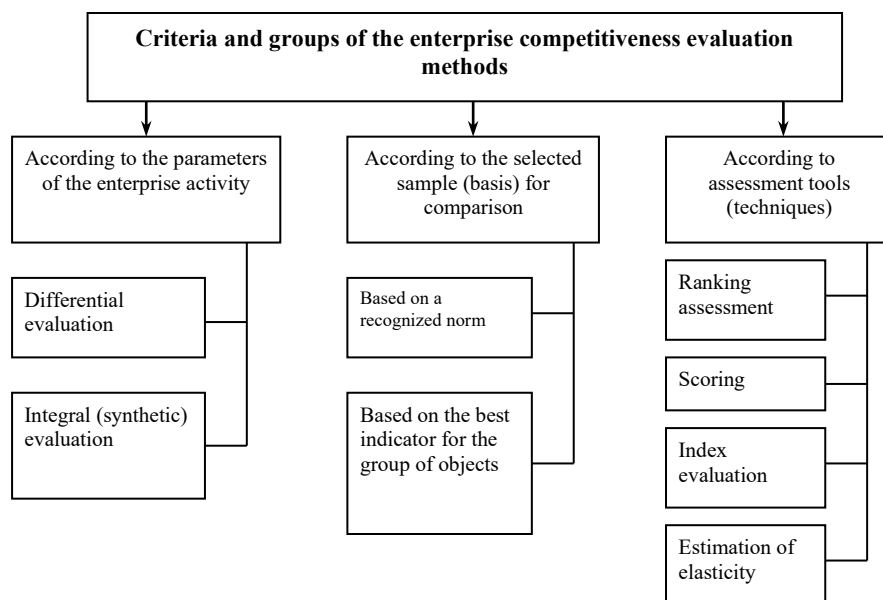 Criteria and groups of the enterprise competitiveness evaluation
methods
According to the parameters
of the enterprise activity
Differential
evaluation
Integral (synthetic)
evaluation
According to the selected
sample (basis) for
comparison
Based on a
recognized norm
Based on the best
indicator for the
group of objects
According to
assessment tools
(techniques)
Ranking
assessment
Scoring
Index
evaluation
Estimation of
elasticity